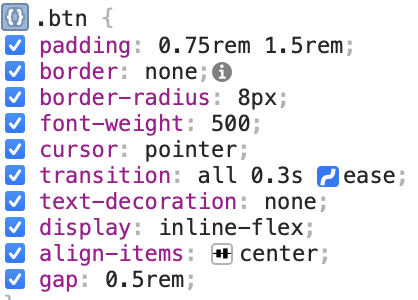 {} .btn {
padding: 0.75rem 1.5rem;
border: none;
border-radius: 8px;
font-weight: 500;
cursor: pointer;
transition: all 0.3s ease;
text-decoration: none;
display: inline-flex;
align-items: center;
gap: 0.5rem;
}